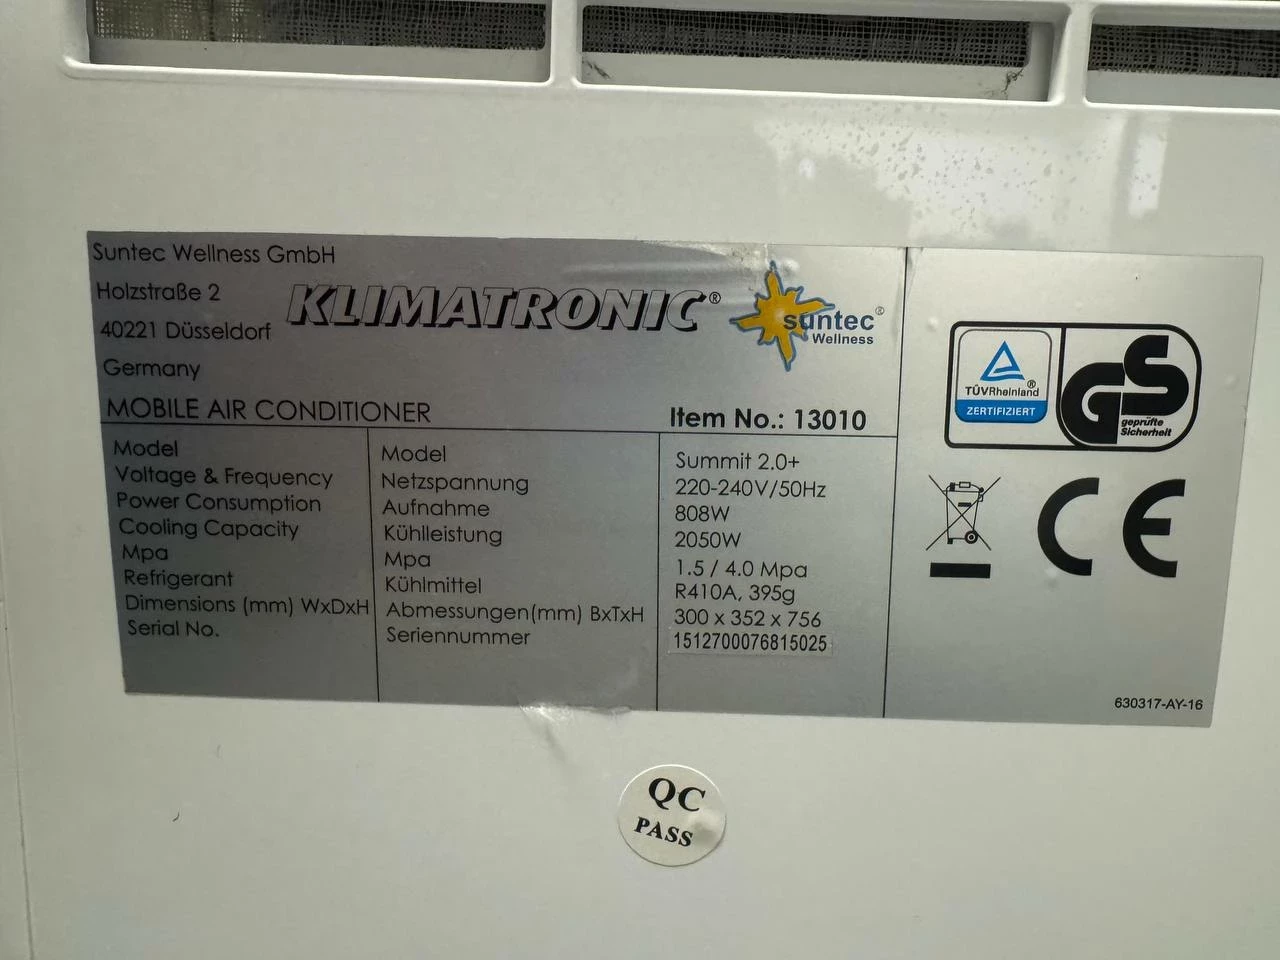 Suntec Wellness GmbH
Holzstraße 2
40221 Düsseldorf
Germany
KLIMATRONIC®
suntec®
Wellness
MOBILE AIR CONDITIONER
Item No.: 13010
Model Model Summit 2.0+
Voltage & Frequency Netzspannung 220-240V/50Hz
Power Consumption Aufnahme 808W
Cooling Capacity Kühlleistung 2050W
Mpa Mpa 1.5 / 4.0 Mpa
Refrigerant Kühlmittel R410A, 395g
Dimensions (mm) WxDxH Abmessungen(mm) BxTxH 300 x 352 x 756
Serial No. Seriennummer 1512700076815025
TÜVRheinland®
ZERTIFIZIERT
GS
geprüfte
Sicherheit
CE
630317-AY-16
QC
PASS